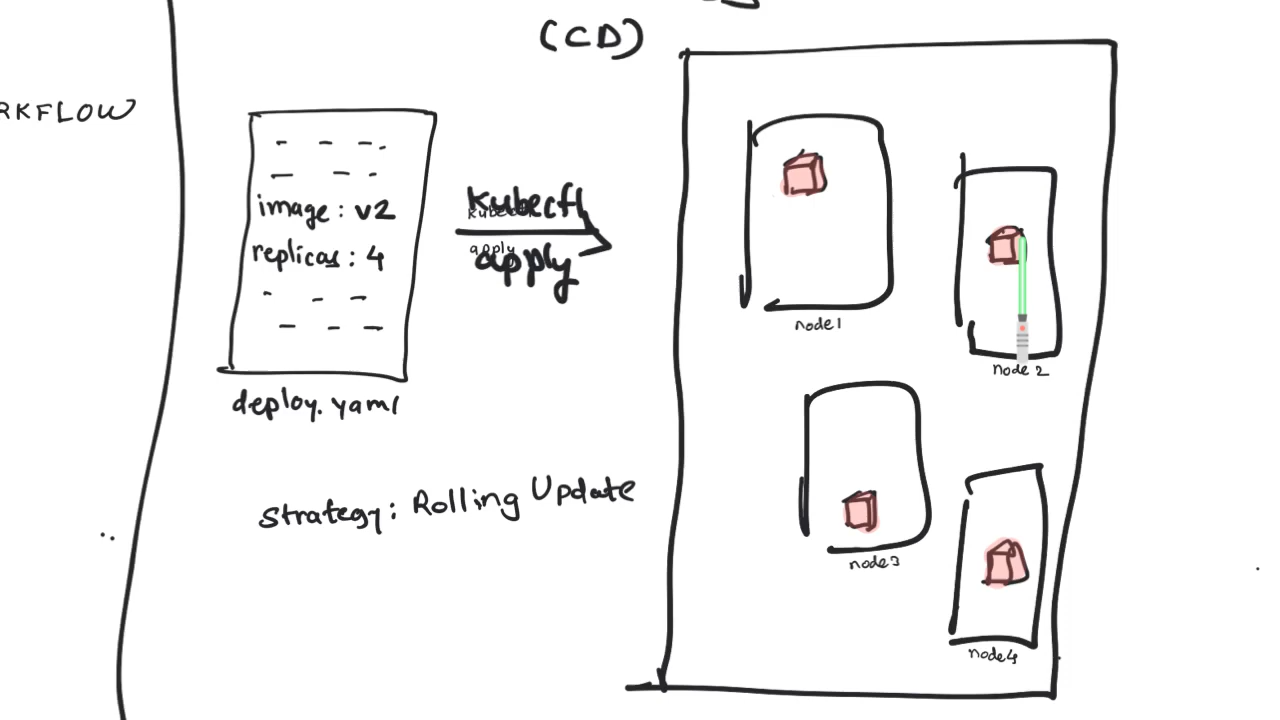 (CD)
RKFLOW
image: v2
replicas: 4
deploy.yaml
kubectl
apply
apply
strategy: Rolling Update
node1
node 2
node3
node4